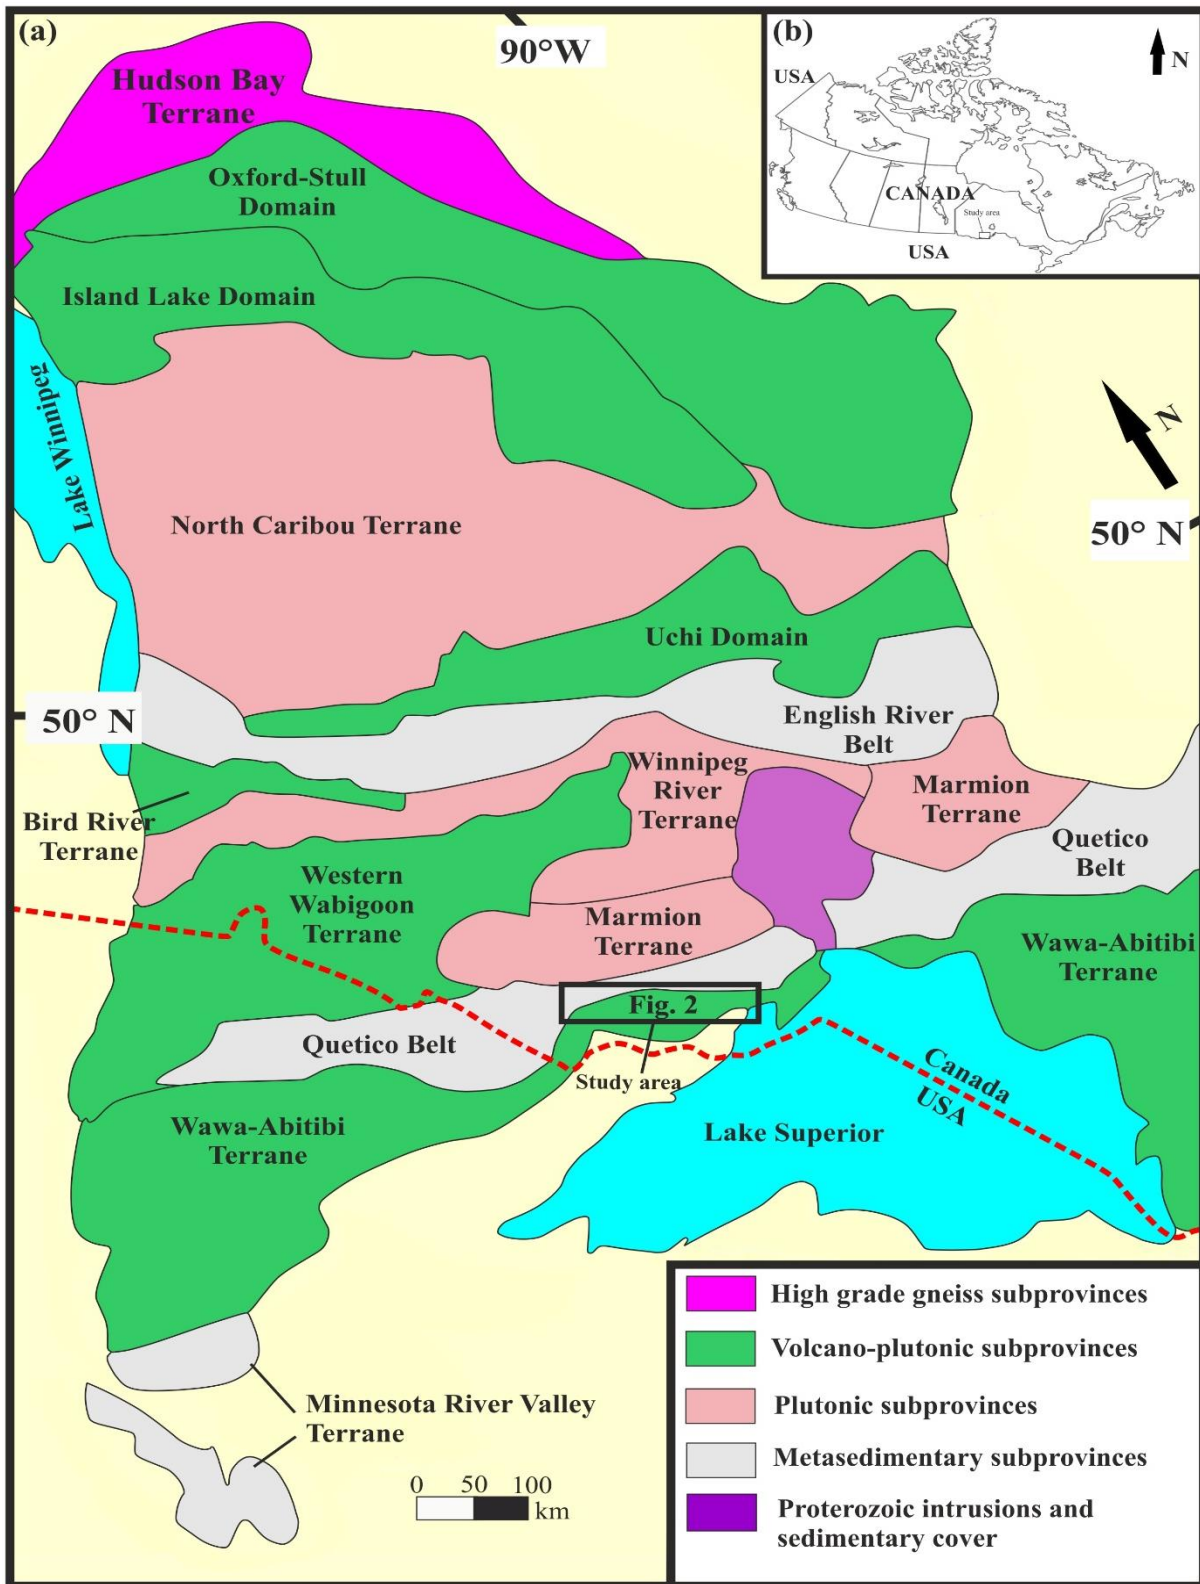 (a)
90°W
(b)
N
USA
CANADA
Study area
USA
Hudson Bay
Terrane
Oxford-Stull
Domain
Island Lake Domain
Lake Winnipeg
N
North Caribou Terrane
50° N
Uchi Domain
50° N
English River
Belt
Winnipeg
River
Terrane
Marmion
Terrane
Bird River
Terrane
Quetico
Belt
Western
Wabigoon
Terrane
Marmion
Terrane
Wawa-Abitibi
Terrane
Fig. 2
Quetico Belt
Study area
Canada
USA
Wawa-Abitibi
Terrane
Lake Superior
Minnesota River Valley
Terrane
0 50 100
km
High grade gneiss subprovinces
Volcano-plutonic subprovinces
Plutonic subprovinces
Metasedimentary subprovinces
Proterozoic intrusions and
sedimentary cover